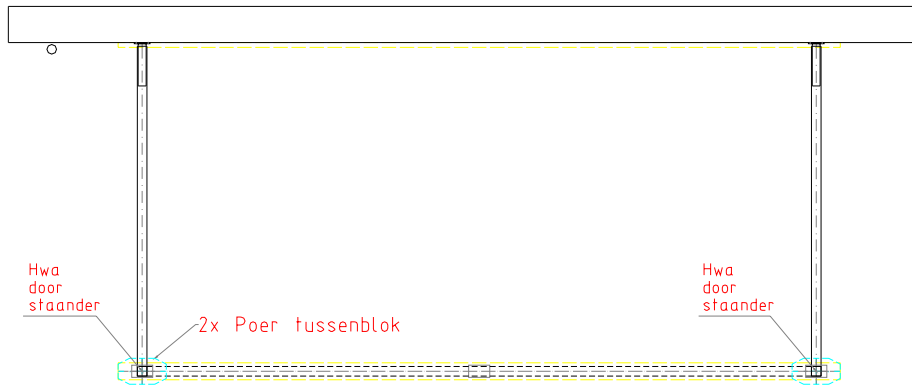 Hwa
door
staander
2x Poer tussenblok
Hwa
door
staander